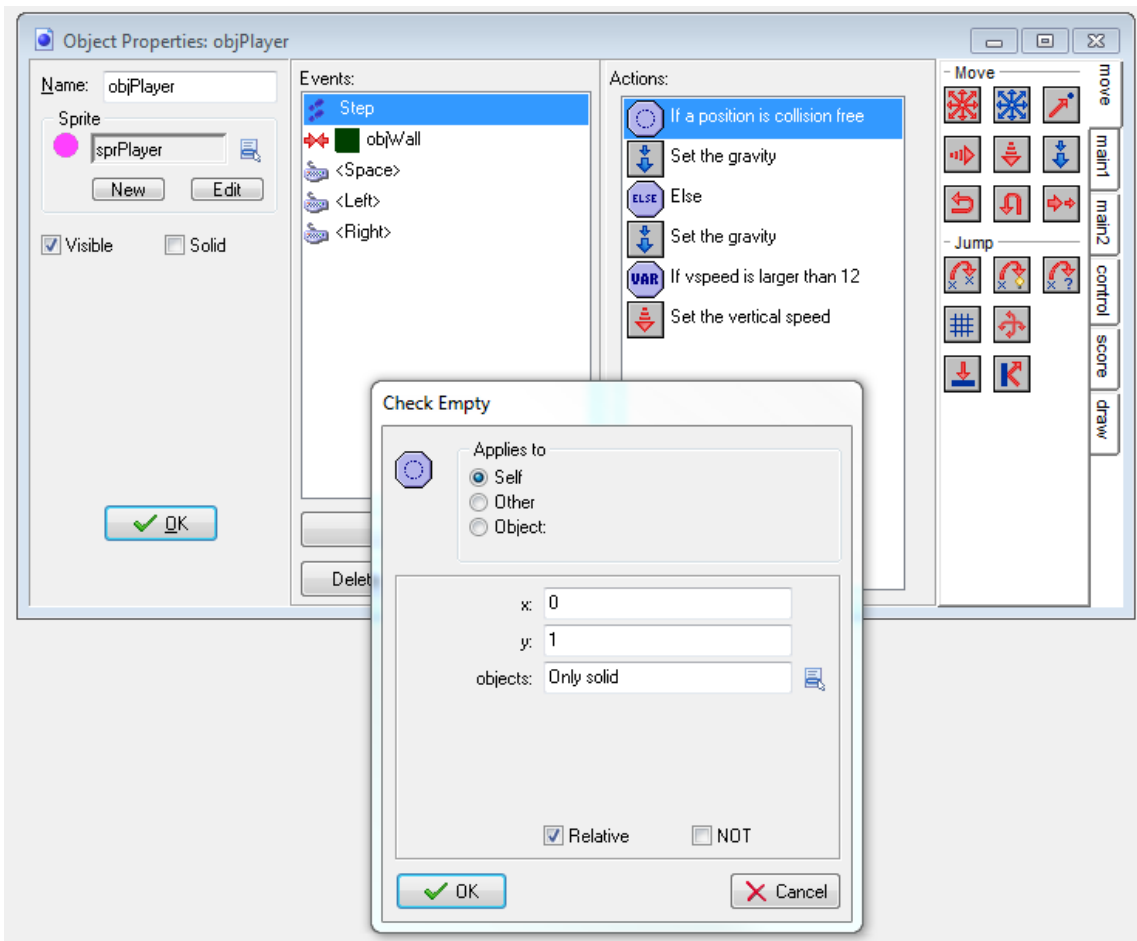 Object Properties: objPlayer
Name: objPlayer
Sprite
sprPlayer
New Edit
Visible Solid
OK
Events:
Step
objWall
<Space>
<Left>
<Right>
Delet
Actions:
If a position is collision free
Set the gravity
ELSE Else
Set the gravity
VAR If vspeed is larger than 12
Set the vertical speed
Move
Jump
move
main1
main2
control
score
draw
Check Empty
Applies to
Self
Other
Object:
x: 0
y: 1
objects: Only solid
Relative NOT
OK Cancel